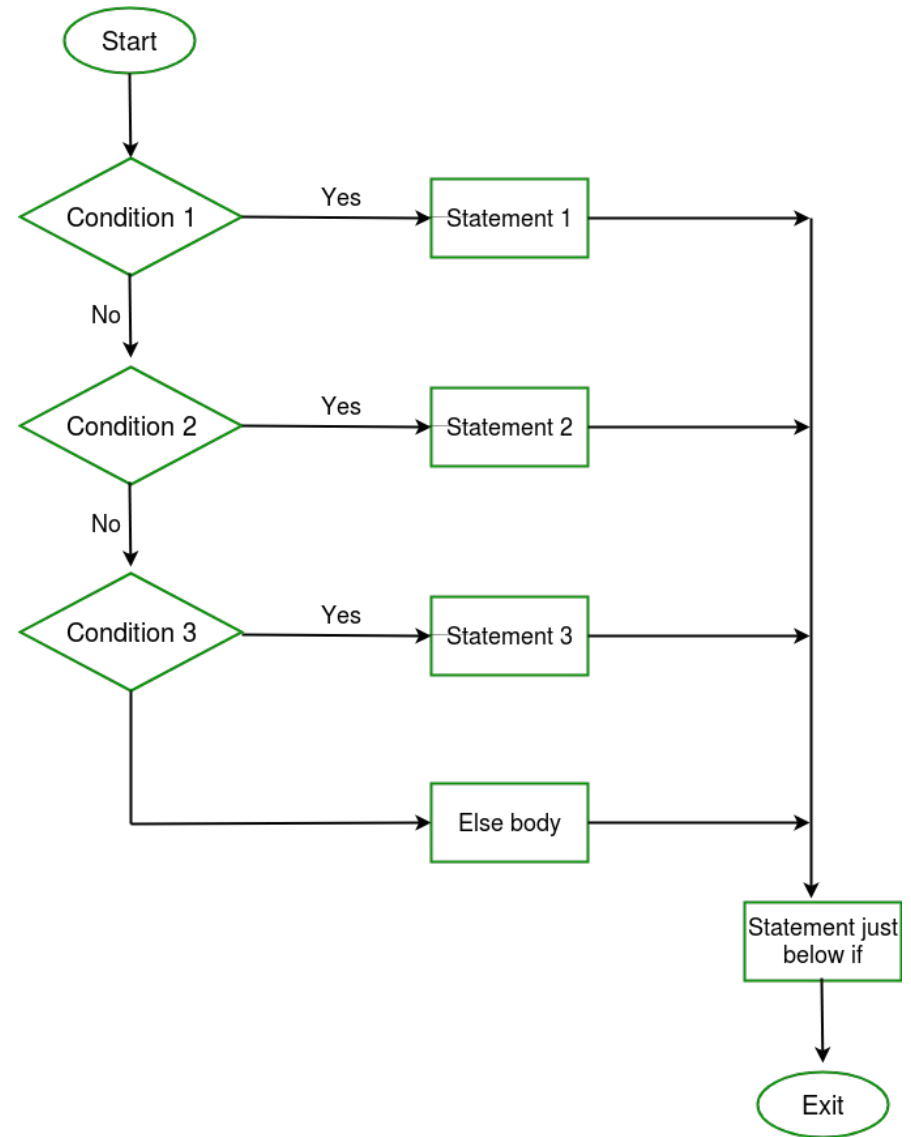 Start
Condition 1
Yes
Statement 1
No
Condition 2
Yes
Statement 2
No
Condition 3
Yes
Statement 3
Else body
Statement just
below if
Exit